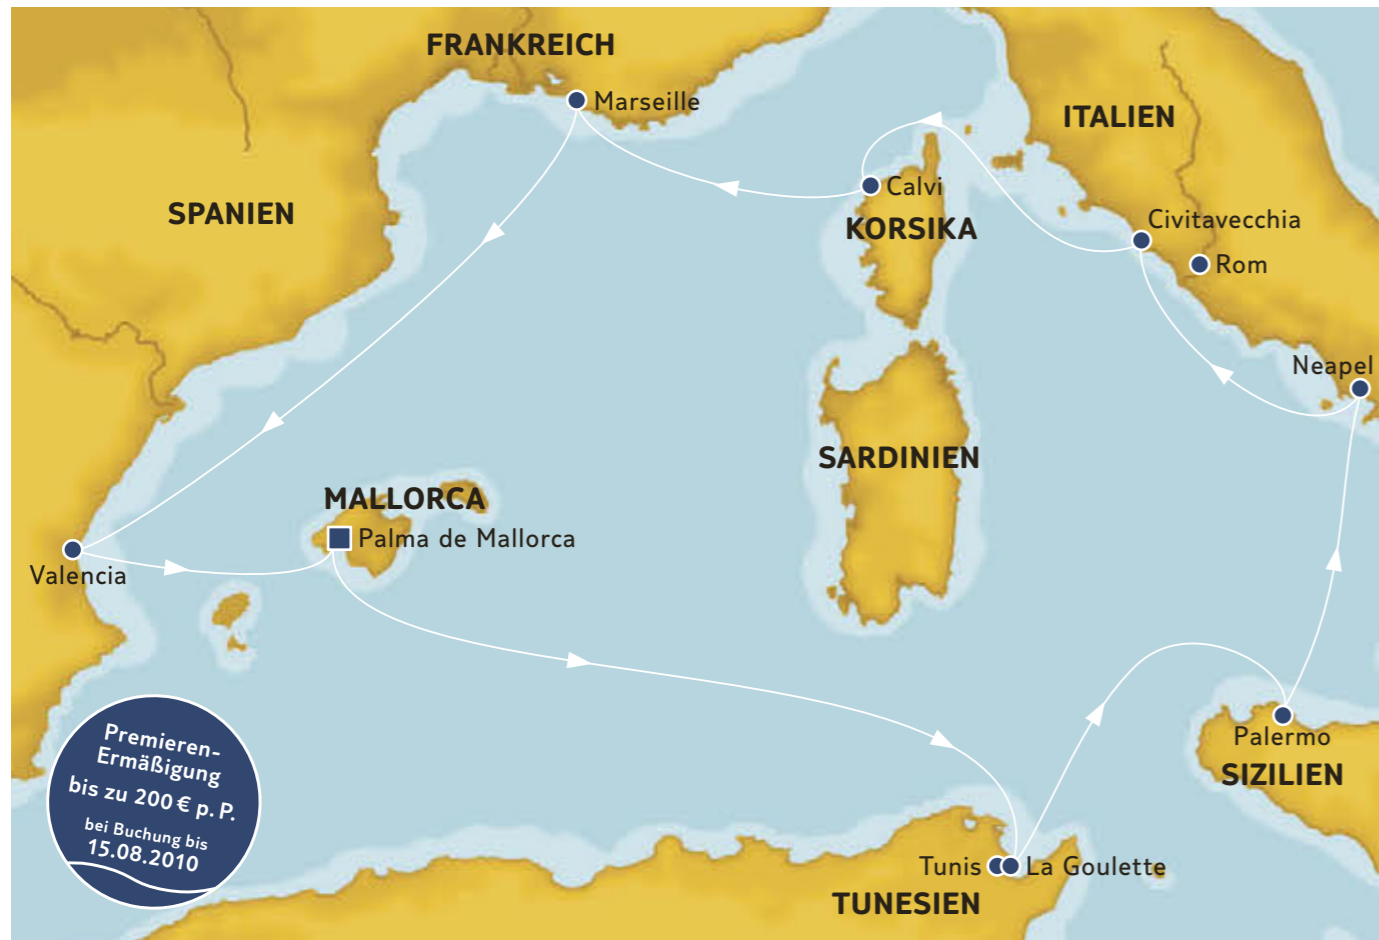 FRANKREICH
Marseille
ITALIEN
Calvi
SPANIEN
KORSIKA
Civitavecchia
Rom
Neapel
SARDINIEN
MALLORCA
Palma de Mallorca
Valencia
Premieren-
Ermäßigung
bis zu 200 € p. P.
bei Buchung bis
15.08.2010
Palermo
SIZILIEN
Tunis
La Goulette
TUNESIEN